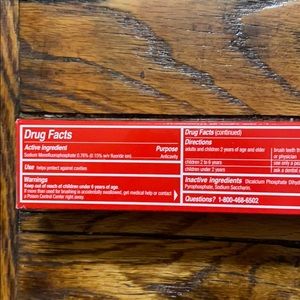 Drug Facts
Active ingredient Purpose
Sodium Monofluorophosphate 0.76% (0.15% w/v fluoride ion). Anticavity
Use helps protect against cavities
Warnings
Keep out of reach of children under 6 years of age.
If more than used for brushing is accidentally swallowed, get medical help or contact
a Poison Control Center right away.
Drug Facts (continued)
Directions
adults and children 2 years of age and older brush teeth
or physician
children 2 to 6 years use only a
children under 2 years ask a dentist
Inactive ingredients Dicalcium Phosphate
Pyrophosphate, Sodium Saccharin.
Questions? 1-800-468-6502